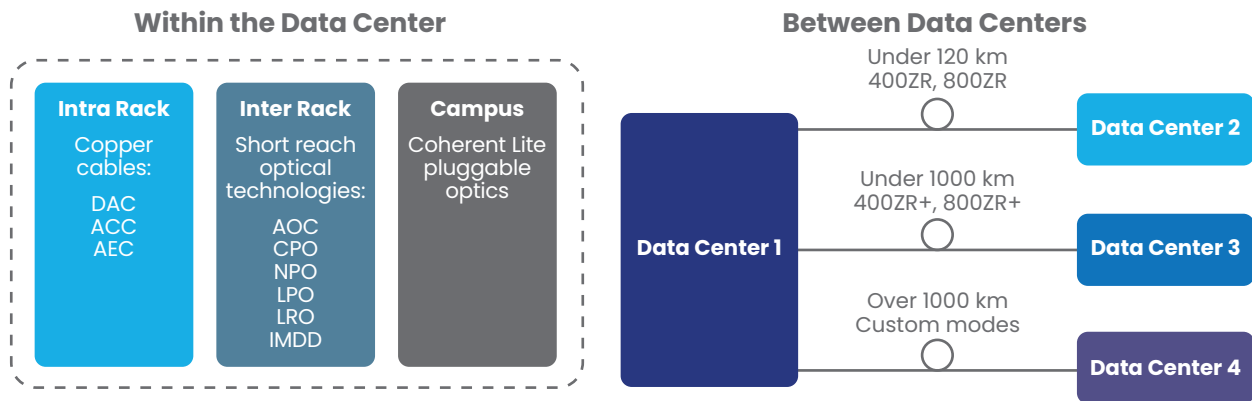 Within the Data Center
Intra Rack
Copper
cables:
DAC
ACC
AEC
Inter Rack
Short reach
optical
technologies:
AOC
CPO
NPO
LPO
LRO
IMDD
Campus
Coherent Lite
pluggable
optics
Between Data Centers
Data Center 1
Under 120 km
400ZR, 800ZR
Data Center 2
Under 1000 km
400ZR+, 800ZR+
Data Center 3
Over 1000 km
Custom modes
Data Center 4